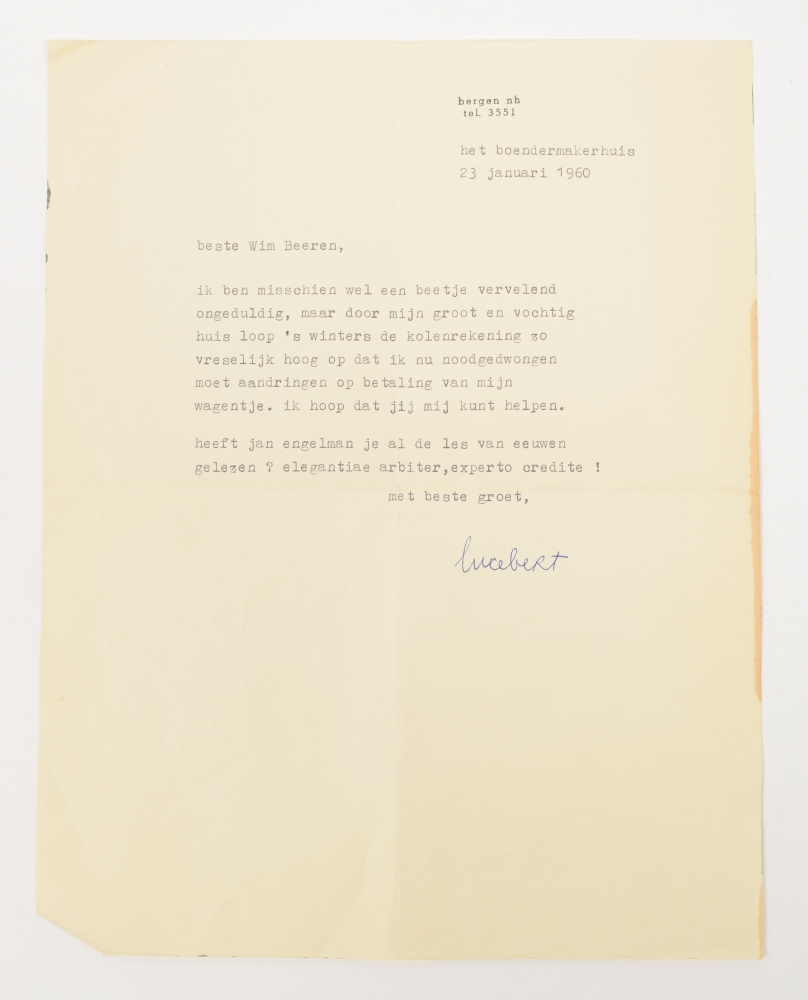 bergen nh
tel. 3551
het boendermakerhuis
23 januari 1960
beste Wim Beeren,
ik ben misschien wel een beetje vervelend
ongeduldig, maar door mijn groot en vochtig
huis loop 's winters de kolenrekening zo
vreselijk hoog op dat ik nu noodgedwongen
moet aandringen op betaling van mijn
wagentje. ik hoop dat jij mij kunt helpen.
heeft jan engelman je al de les van eeuwen
gelezen ? elegantiae arbiter,experto credite !
met beste groet,
lucebert